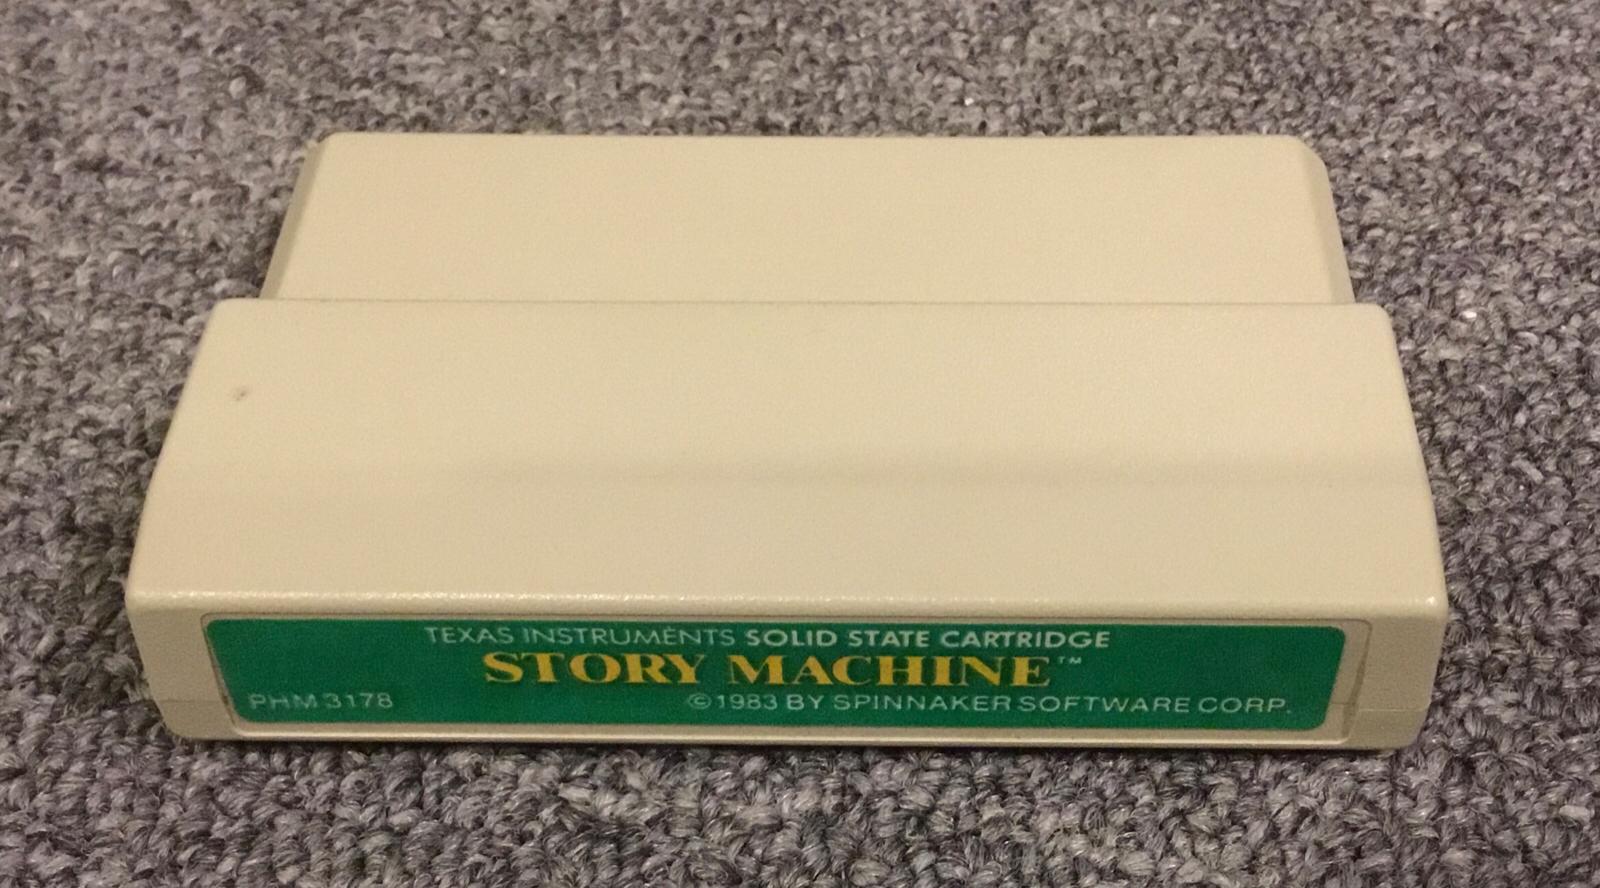 TEXAS INSTRUMENTS SOLID STATE CARTRIDGE
STORY MACHINE™
PHM 3178 ©1983 BY SPINNAKER SOFTWARE CORP.